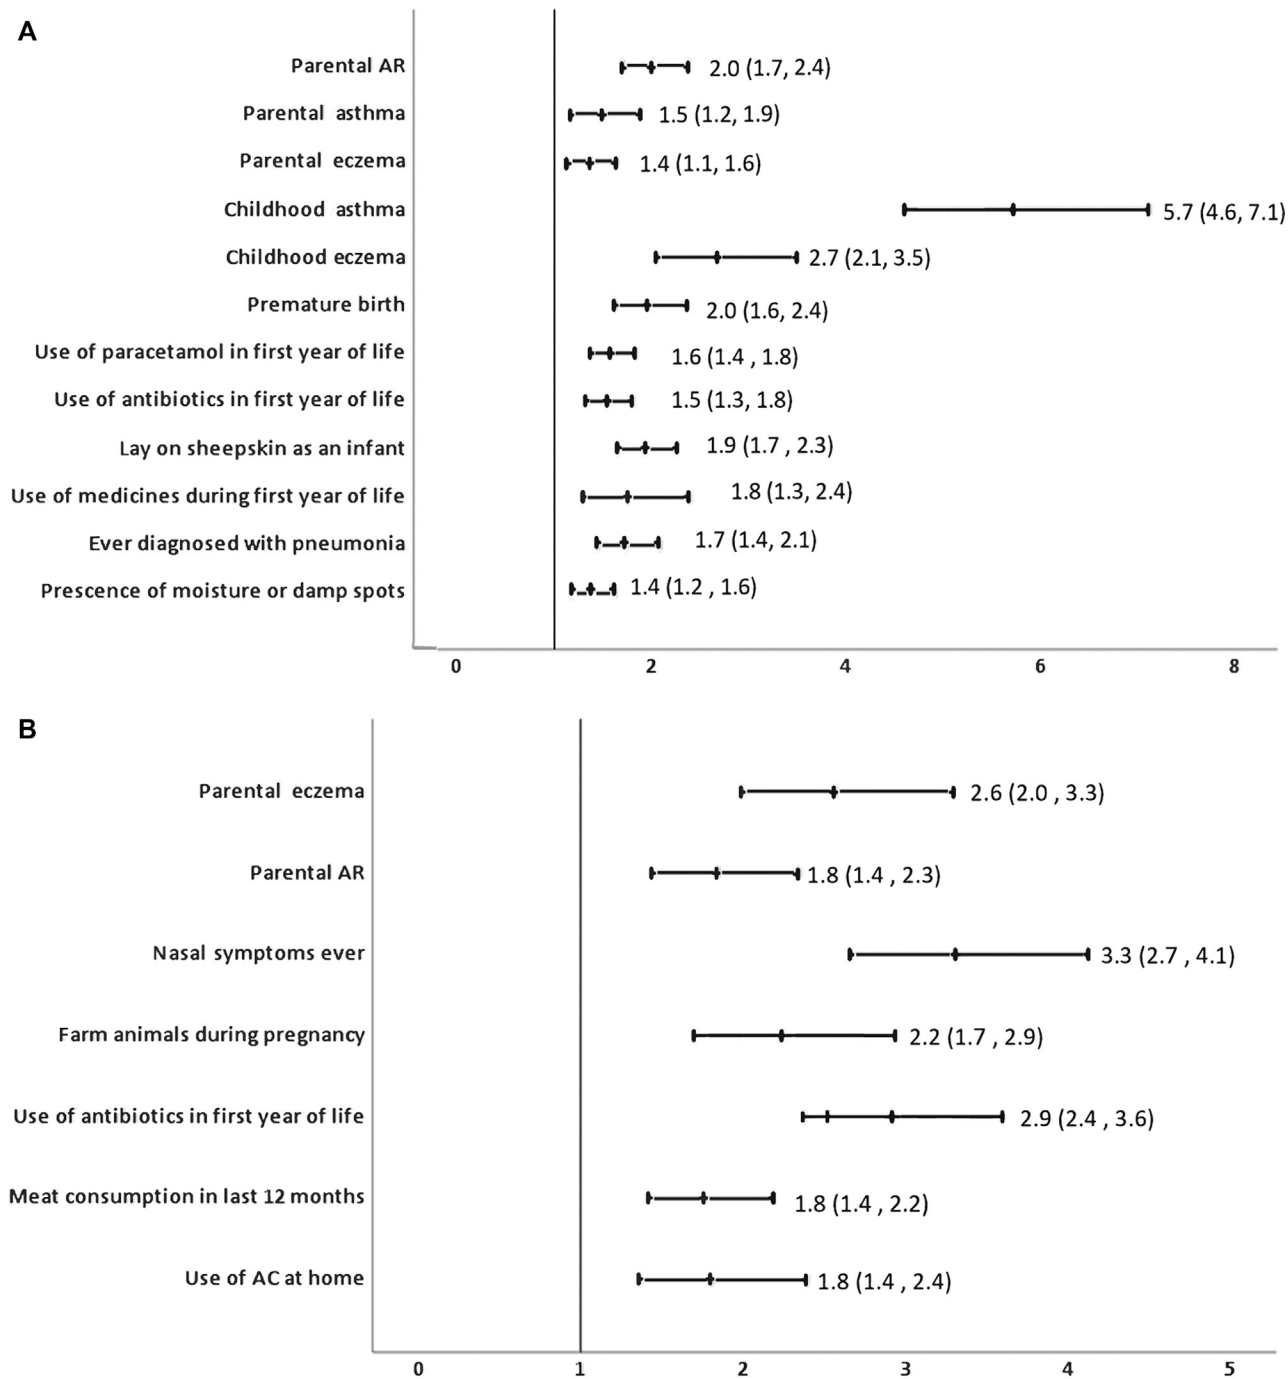 A
Parental AR 2.0 (1.7, 2.4)
Parental asthma 1.5 (1.2, 1.9)
Parental eczema 1.4 (1.1, 1.6)
Childhood asthma 5.7 (4.6, 7.1)
Childhood eczema 2.7 (2.1, 3.5)
Premature birth 2.0 (1.6, 2.4)
Use of paracetamol in first year of life 1.6 (1.4 , 1.8)
Use of antibiotics in first year of life 1.5 (1.3, 1.8)
Lay on sheepskin as an infant 1.9 (1.7 , 2.3)
Use of medicines during first year of life 1.8 (1.3, 2.4)
Ever diagnosed with pneumonia 1.7 (1.4, 2.1)
Prescence of moisture or damp spots 1.4 (1.2 , 1.6)
0 2 4 6 8
B
Parental eczema 2.6 (2.0 , 3.3)
Parental AR 1.8 (1.4 , 2.3)
Nasal symptoms ever 3.3 (2.7 , 4.1)
Farm animals during pregnancy 2.2 (1.7 , 2.9)
Use of antibiotics in first year of life 2.9 (2.4 , 3.6)
Meat consumption in last 12 months 1.8 (1.4 , 2.2)
Use of AC at home 1.8 (1.4 , 2.4)
0 1 2 3 4 5